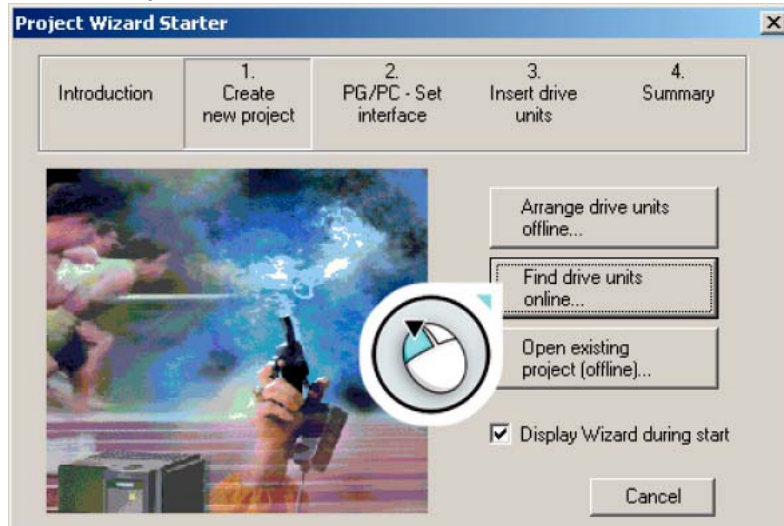 Project Wizard Starter
Introduction
1.
Create
new project
2.
PG/PC - Set
interface
3.
Insert drive
units
4.
Summary
Arrange drive units
offline...
Find drive units
online...
Open existing
project (offline)...
Display Wizard during start
Cancel